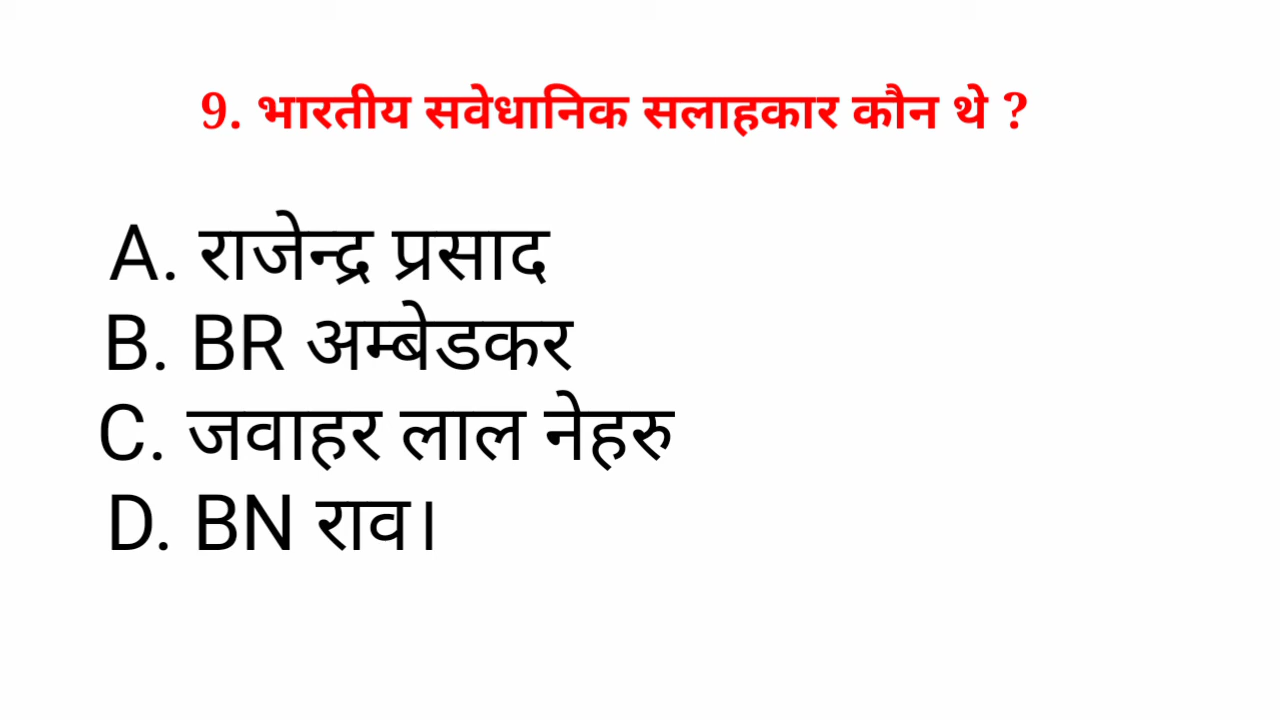 9. भारतीय सवेधानिक सलाहकार कौन थे ?
A. राजेन्द्र प्रसाद
B. BR अम्बेडकर
C. जवाहर लाल नेहरु
D. BN राव।